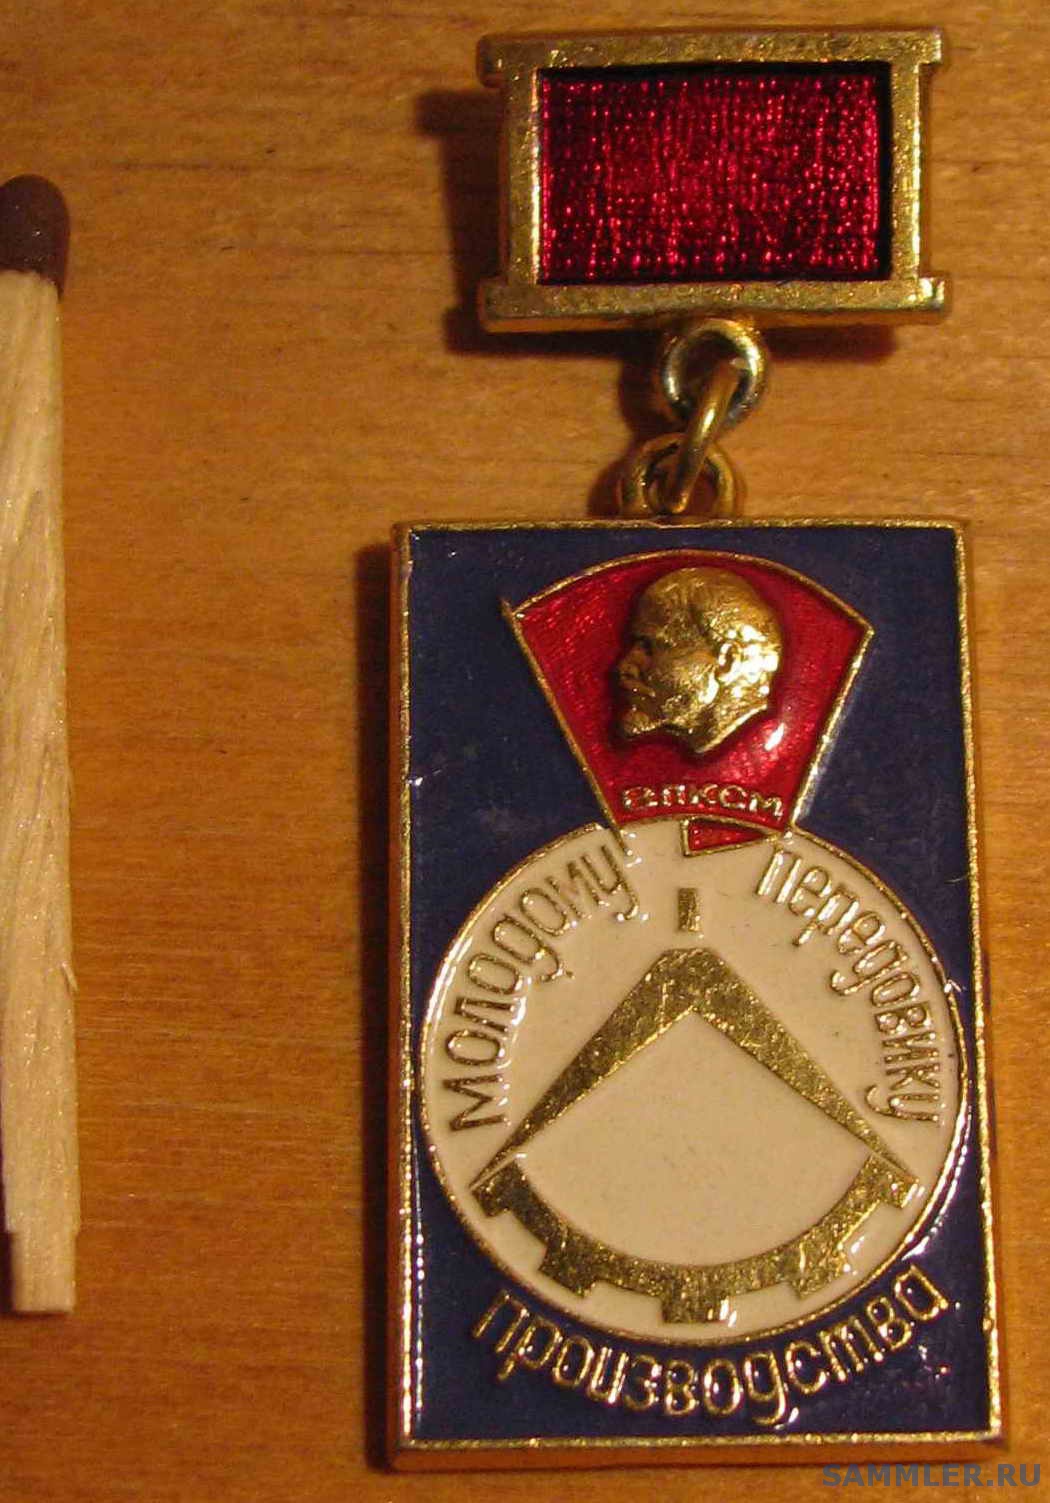 ВЛКСМ
Молодому передовику
производства
SAMMLER.RU